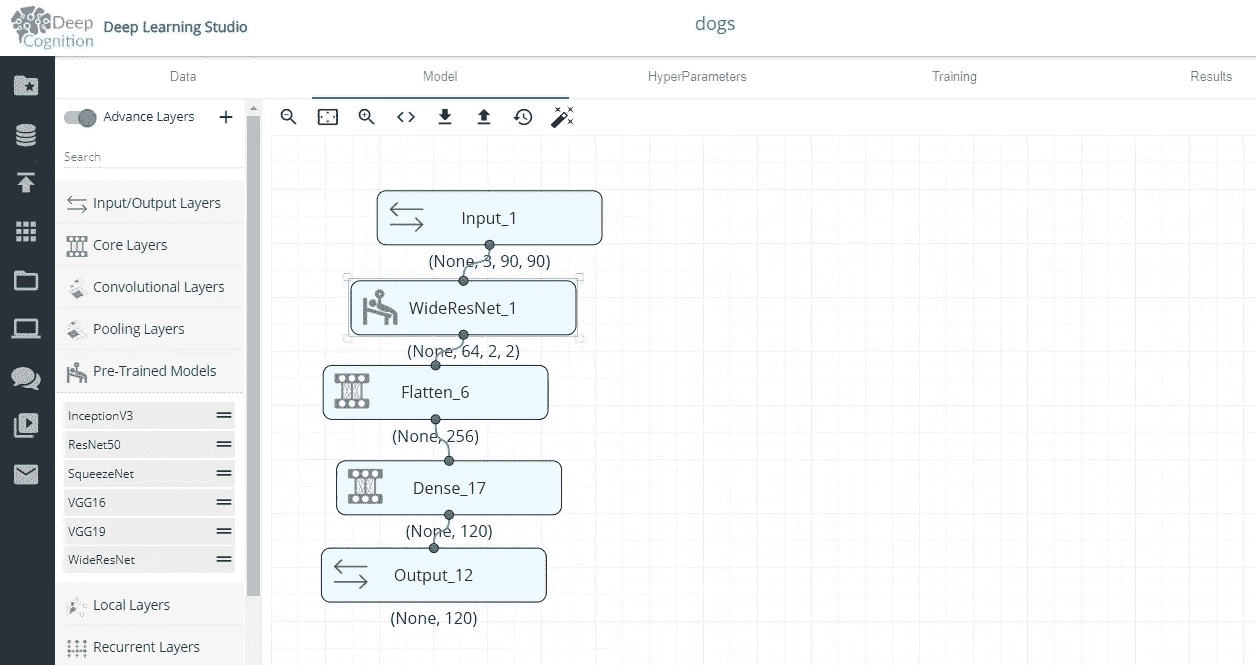 Deep
Cognition
Deep Learning Studio
dogs
Data
Model
HyperParameters
Training
Results
Advance Layers
Search
Input/Output Layers
Core Layers
Convolutional Layers
Pooling Layers
Pre-Trained Models
InceptionV3
ResNet50
SqueezeNet
VGG16
VGG19
WideResNet
Local Layers
Recurrent Layers
Input_1
(None, 3, 90, 90)
WideResNet_1
(None, 64, 2, 2)
Flatten_6
(None, 256)
Dense_17
(None, 120)
Output_12
(None, 120)